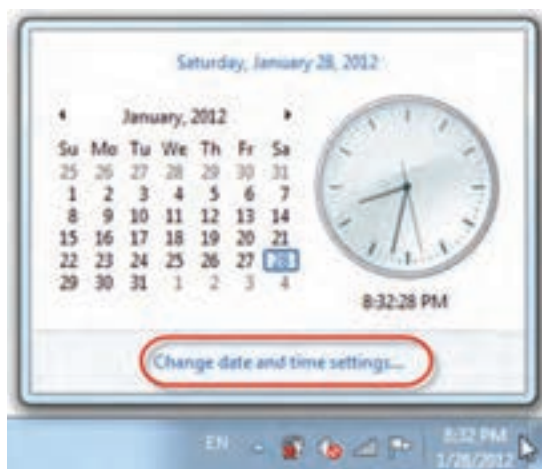 Saturday, January 28, 2012
January, 2012
Su Mo Tu We Th Fr Sa
25 26 27 28 29 30 31
1 2 3 4 5 6 7
8 9 10 11 12 13 14
15 16 17 18 19 20 21
22 23 24 25 26 27 28
29 30 31 1 2 3 4
8:32:28 PM
Change date and time settings...
EN
8:32 PM
1/28/2012